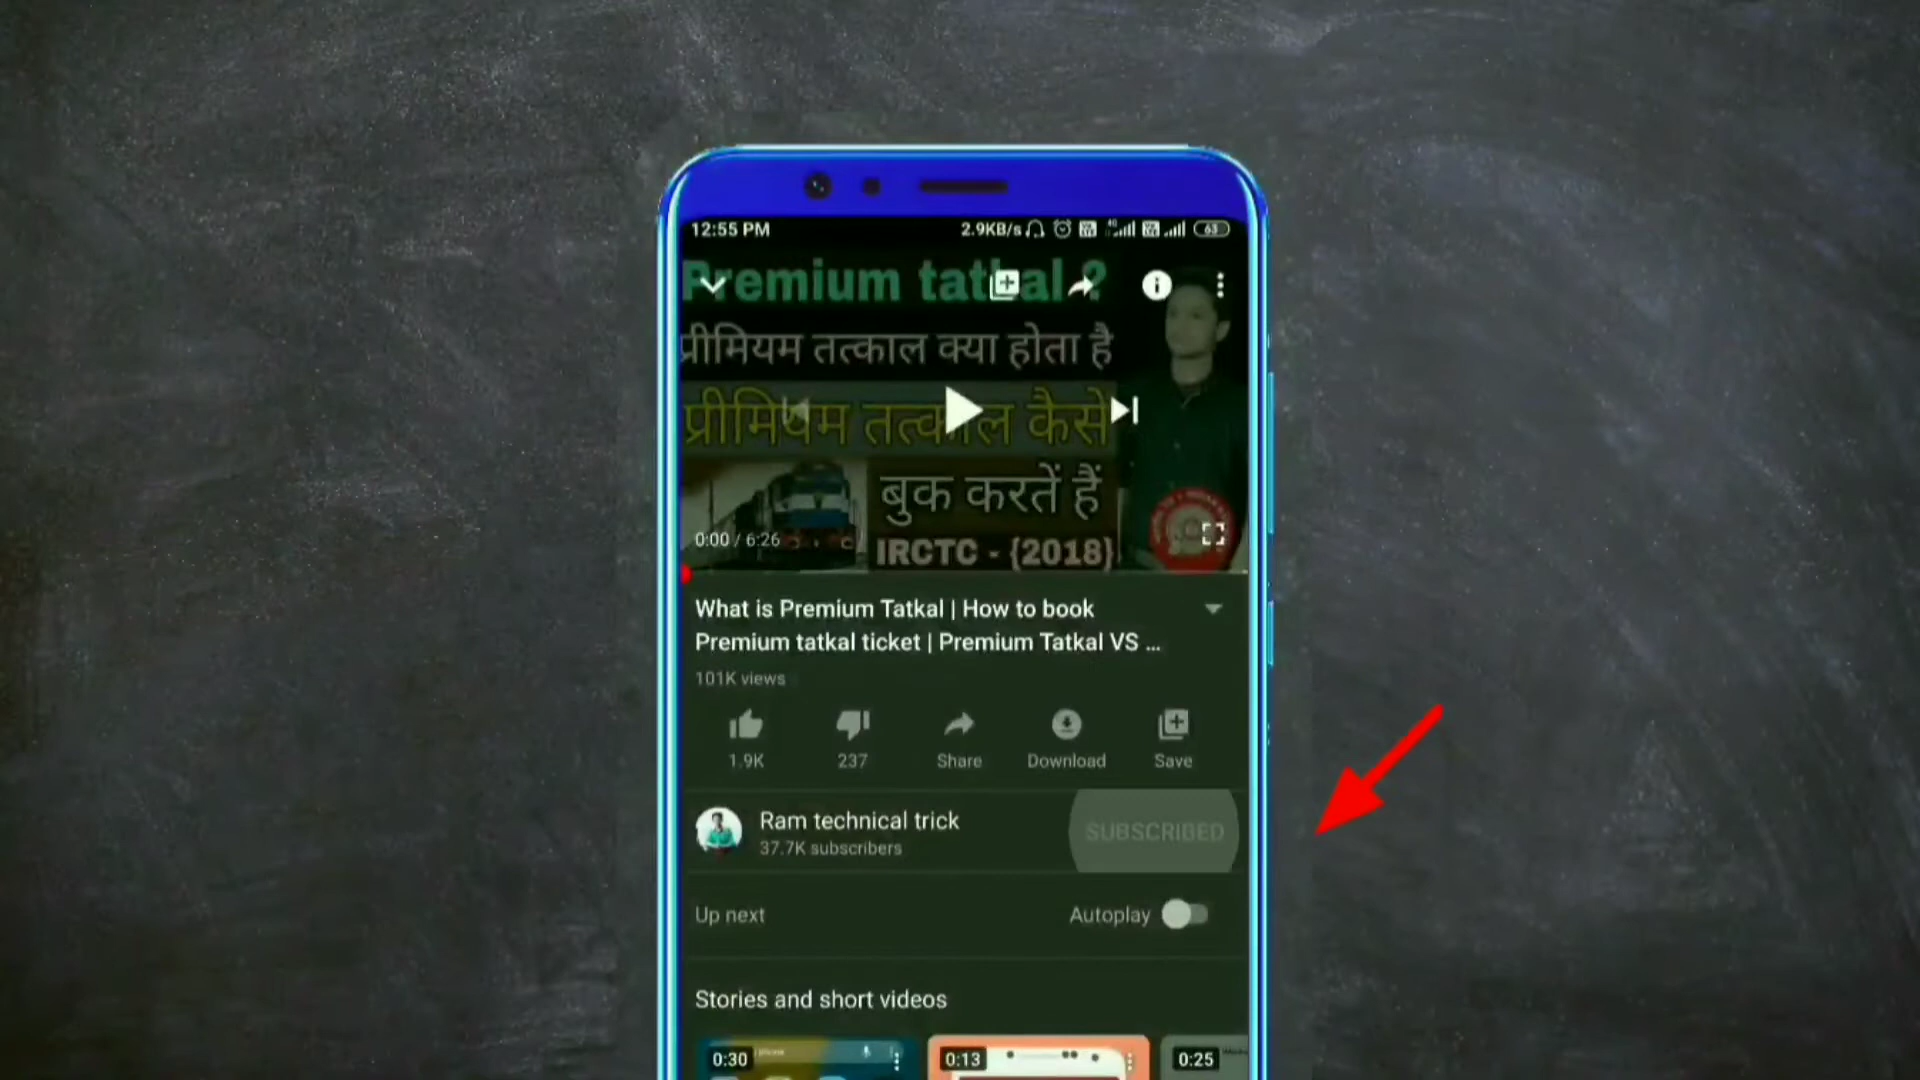 12:55 PM 2.9KB/s 63
Premium tatkal ?
प्रीमियम तत्काल क्या होता है
प्रीमियम तत्काल कैसे
बुक करतें हैं
0:00 / 6:26
IRCTC - {2018}
What is Premium Tatkal | How to book
Premium tatkal ticket | Premium Tatkal VS ...
101K views
1.9K 237 Share Download Save
Ram technical trick
37.7K subscribers
SUBSCRIBED
Up next Autoplay
Stories and short videos
0:30 0:13 0:25